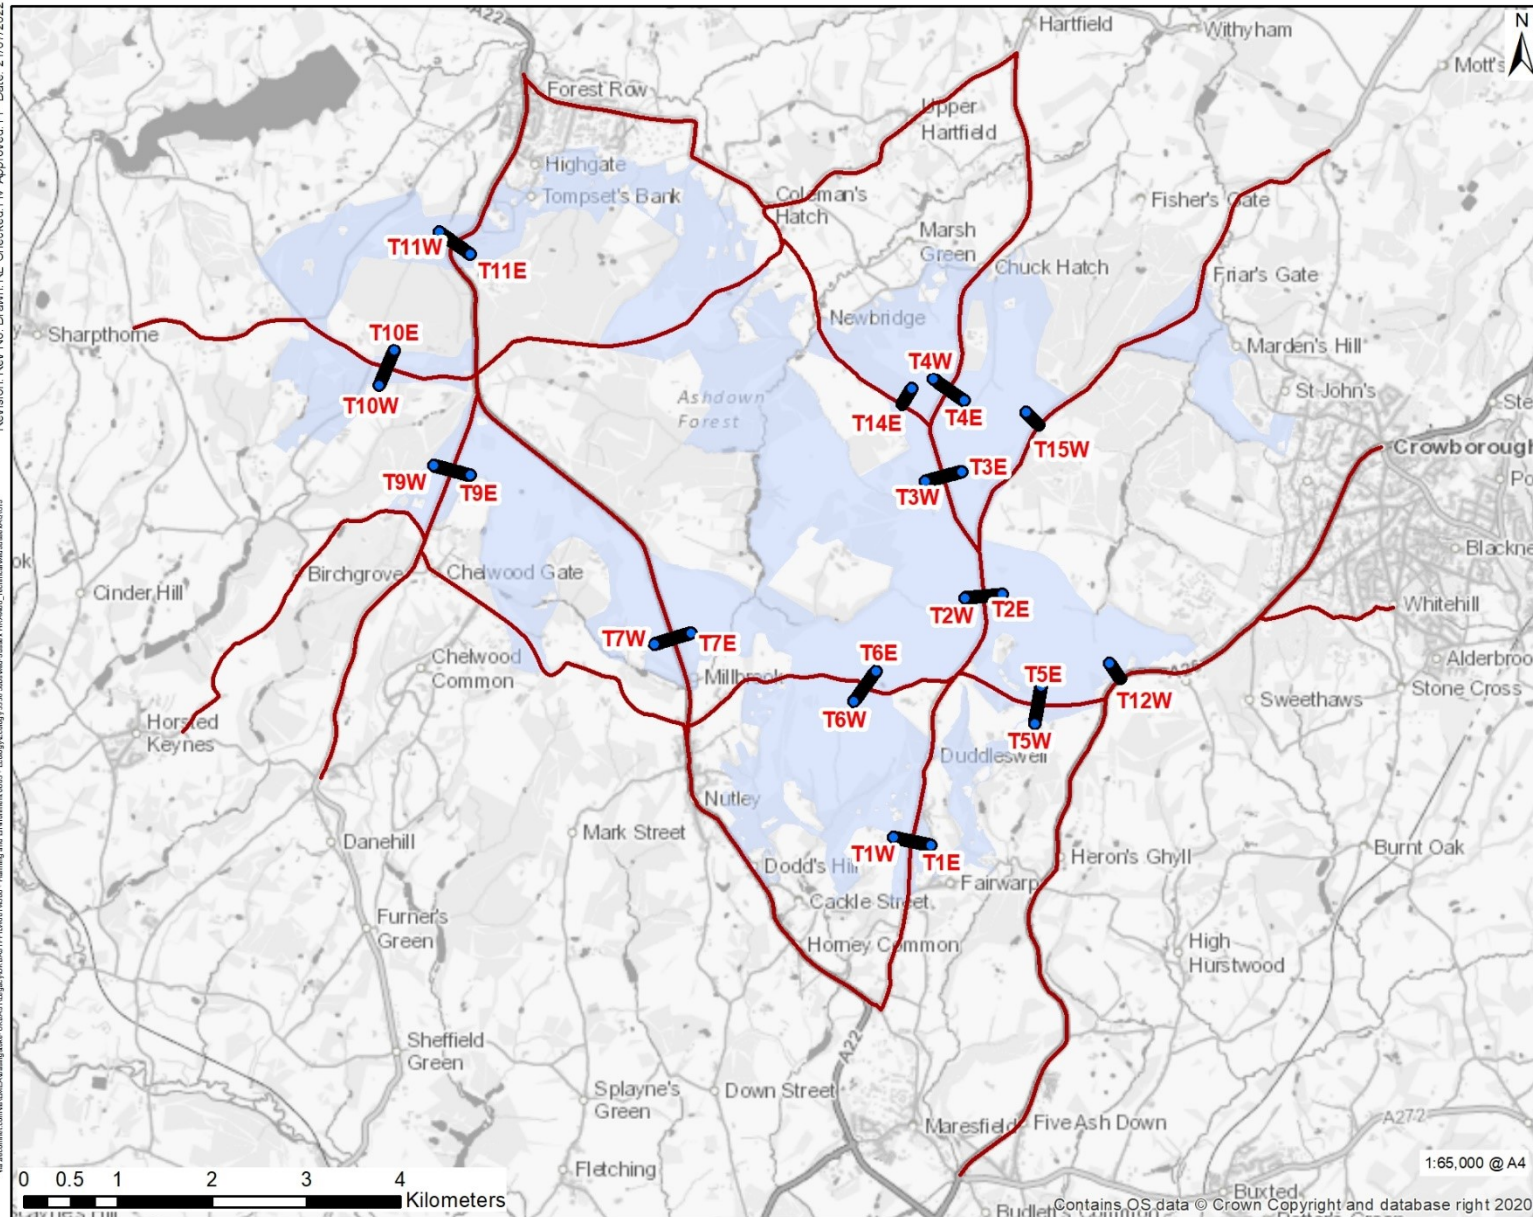 A22
Hartfield
Withyham
N
Mott's
Forest Row
Upper
Hartfield
Highgate
Tompset's Bank
Coleman's
Hatch
Fisher's Gate
Marsh
Green
T11W
T11E
Chuck Hatch
Friar's Gate
Sharpthorne
Newbridge
T10E
T10W
Marden's Hill
T4W
T4E
T14E
St John's
Ashdown
Forest
T15W
Crowborough
T9W
T9E
T3E
T3W
Birchgrove
Chelwood Gate
Cinder Hill
T2W
T2E
Whitehill
T7W
T7E
T6E
T6W
Chelwood
Common
Millbrook
T5E
T5W
T12W
Stone Cross
Sweethaws
Horsted
Keynes
Duddleswell
Nutley
Mark Street
Danehill
T1W
T1E
Dodd's Hill
Heron's Ghyll
Burnt Oak
Fairwarp
Cackle Street
Furner's
Green
Horney Common
High
Hurstwood
Sheffield
Green
A22
Splayne's
Green
Down Street
Maresfield
Five Ash Down
A272
Fletching
1:65,000 @ A4
0 0.5 1 2 3 4
Kilometers
Buxted
Contains OS data © Crown Copyright and database right 2020